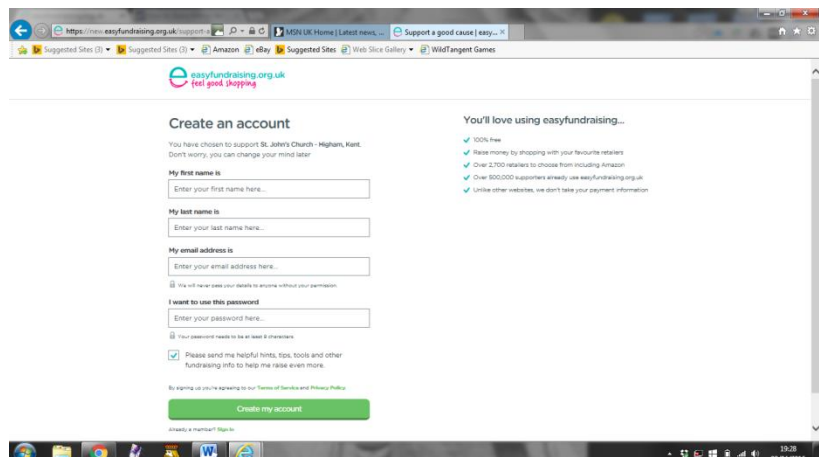 https://new.easyfundraising.org.uk/support-a
MSN UK Home | Latest news, ...
Support a good cause | easy...
Suggested Sites (3)
Suggested Sites (3)
Amazon
eBay
Suggested Sites
Web Slice Gallery
WildTangent Games
easyfundraising.org.uk
feel good shopping
Create an account
You have chosen to support St. John's Church - Higham, Kent.
Don't worry, you can change your mind later
My first name is
Enter your first name here...
My last name is
Enter your last name here...
My email address is
Enter your email address here...
We will never pass your details to anyone without your permission
I want to use this password
Enter your password here...
Your password needs to be at least 8 characters
Please send me helpful hints, tips, tools and other
fundraising info to help me raise even more.
By signing up you're agreeing to our Terms of Service and Privacy Policy
Create my account
Already a member? Sign in
You'll love using easyfundraising...
100% free
Raise money by shopping with your favourite retailers
Over 2,700 retailers to choose from including Amazon
Over 500,000 supporters already use easyfundraising.org.uk
Unlike other websites, we don't take your payment information
19:28